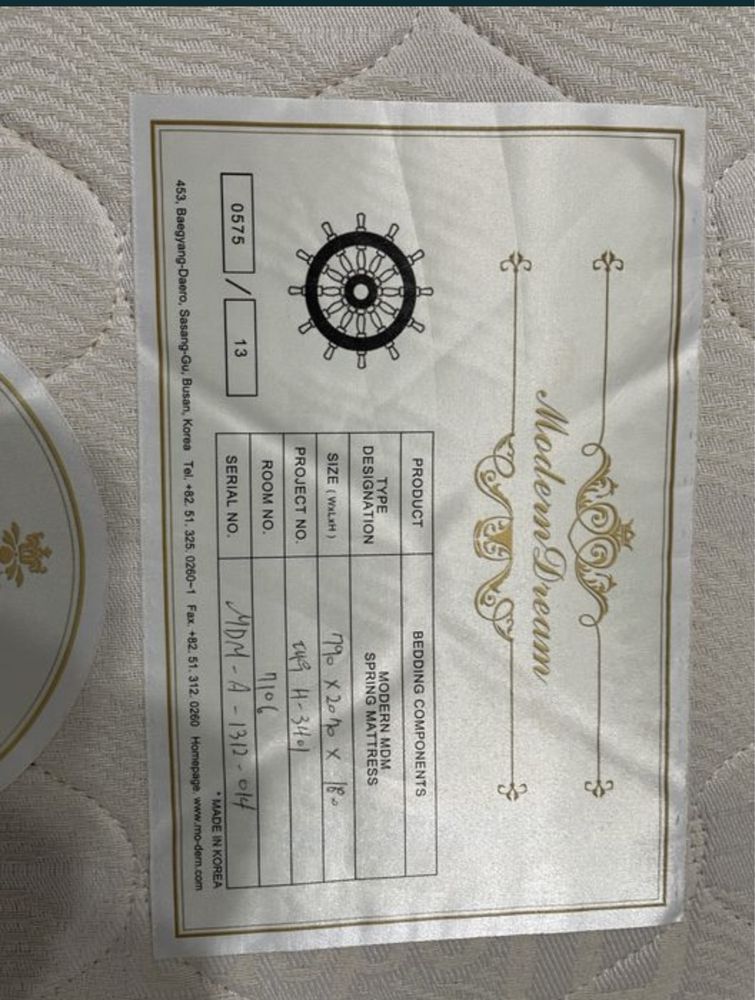 Modern Dream
PRODUCT BEDDING COMPONENTS
TYPE DESIGNATION MODERN MDM SPRING MATTRESS
SIZE (WxLxH) 790 x 2070 x 180
PROJECT NO. H-3401
ROOM NO. 7106
SERIAL NO. MDM-A-1312-014
0575 / 13
* MADE IN KOREA
453, Baegyang-Daero, Sasang-Gu, Busan, Korea Tel. +82. 51. 325. 0260~1 Fax. +82. 51. 312. 0260 Homepage. www.mo-dern.com